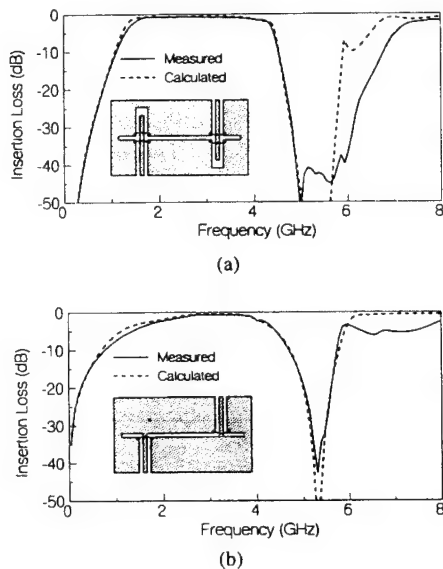 (a)
0
-10
-20
-30
-40
-50
Insertion Loss (dB)
Measured
Calculated
0 2 4 6 8
Frequency (GHz)
(a)
0
-10
-20
-30
-40
-50
Insertion Loss (dB)
Measured
Calculated
0 2 4 6 8
Frequency (GHz)
(b)